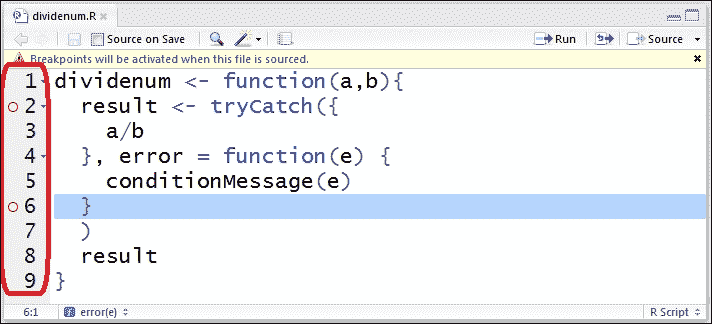 dividenum.R
Source on Save Run Source
Breakpoints will be activated when this file is sourced.
1 dividenum <- function(a,b){
2 result <- tryCatch({
3 a/b
4 }, error = function(e) {
5 conditionMessage(e)
6 }
7 )
8 result
9 }
6:1 error(e) R Script